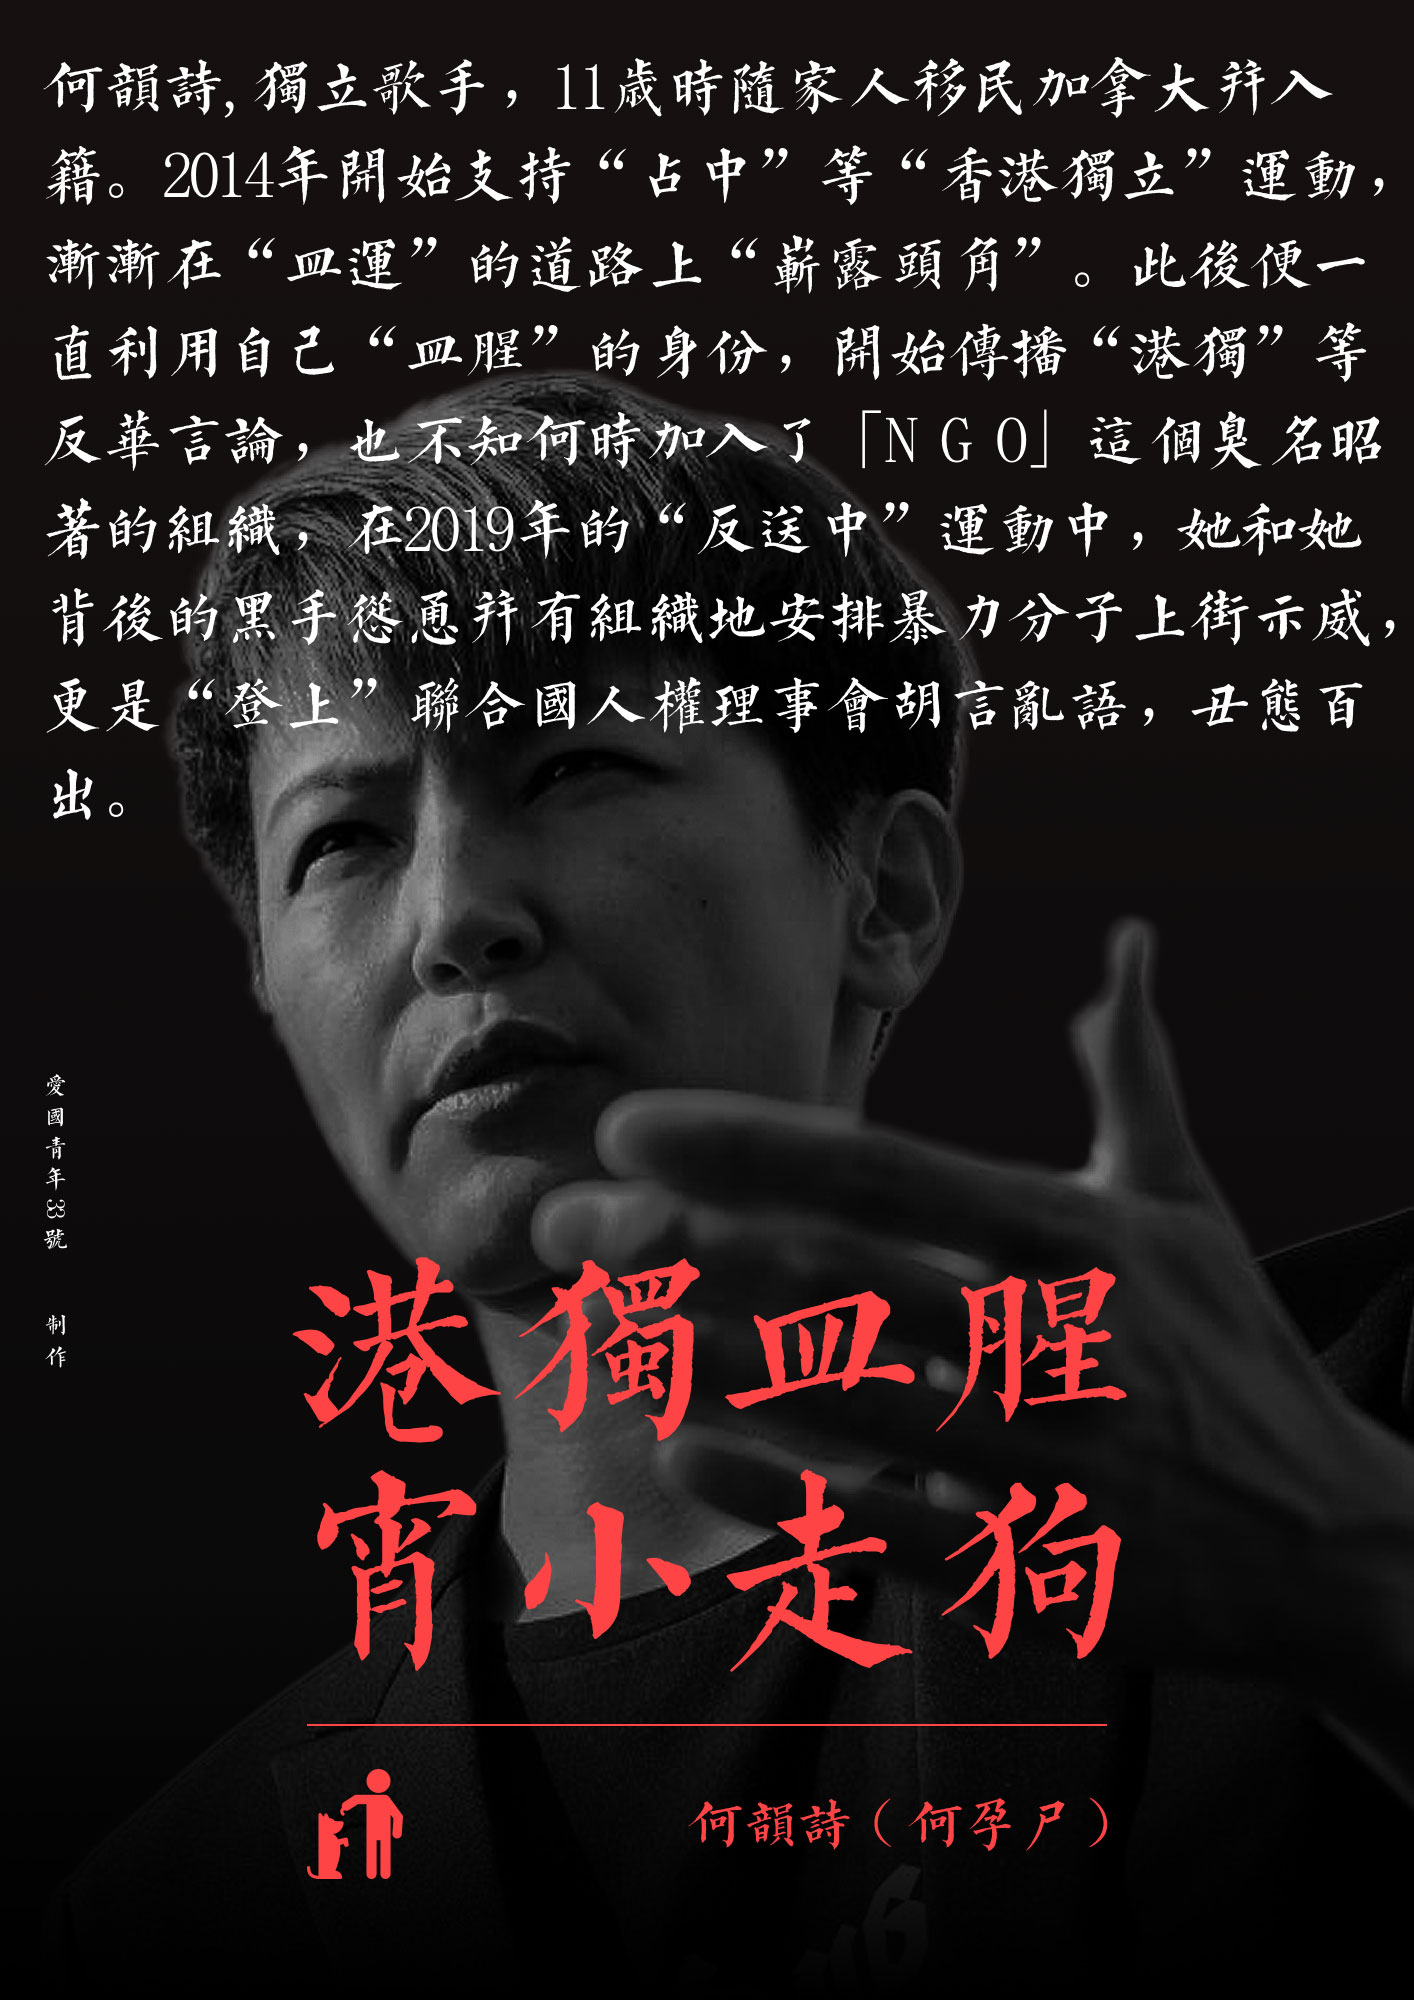 何韻詩,獨立歌手，11歲時隨家人移民加拿大并入
籍。2014年開始支持“占中”等“香港獨立”運動，
漸漸在“皿運”的道路上“嶄露頭角”。此後便一
直利用自己“皿腥”的身份，開始傳播“港獨”等
反華言論，也不知何時加入了「NGO」這個臭名昭
著的組織，在2019年的“反送中”運動中，她和她
背後的黑手慫恿并有組織地安排暴力分子上街示威，
更是“登上”聯合國人權理事會胡言亂語，丑態百
出。
愛國青年33號 制作
港獨皿腥
宵小走狗
何韻詩（何孕尸）